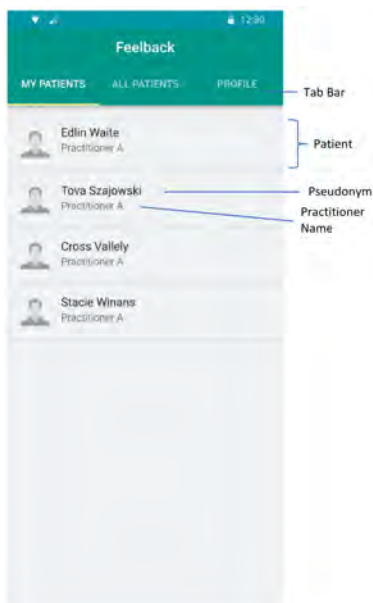 12:30
Feelback
MY PATIENTS ALL PATIENTS PROFILE
Tab Bar
Edlin Waite
Practitioner A
Patient
Tova Szajowski
Pseudonym
Practitioner A
Practitioner
Name
Cross Vallely
Practitioner A
Stacie Winans
Practitioner A